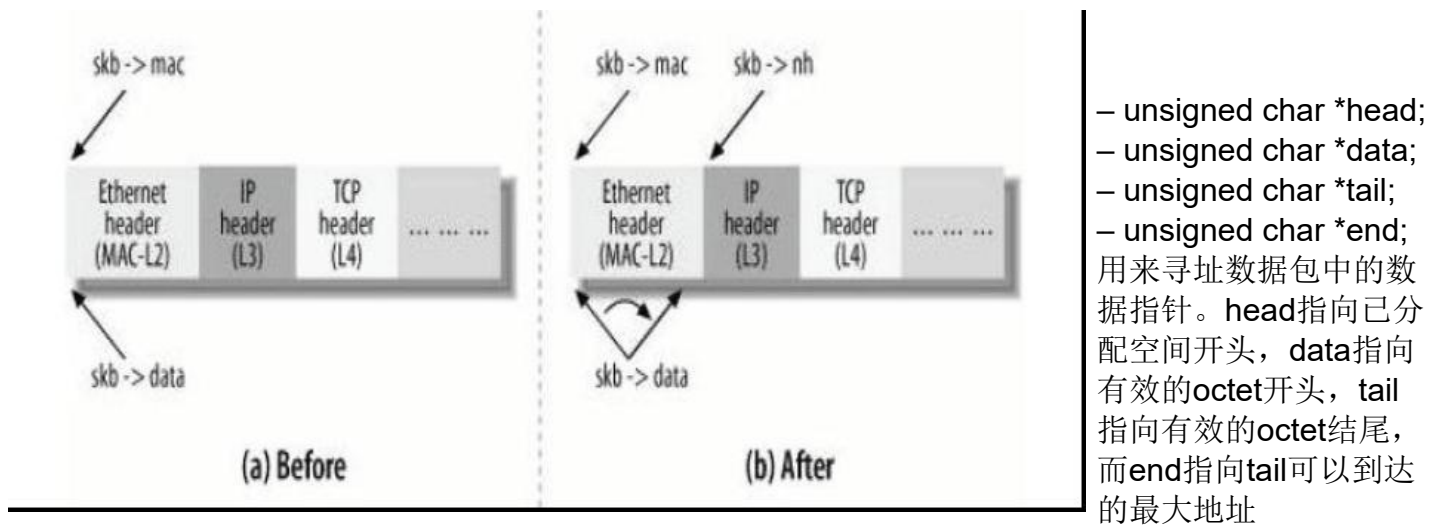 skb -> mac
Ethernet header (MAC-L2)
IP header (L3)
TCP header (L4)
... ... ...
skb -> data
(a) Before
skb -> mac
skb -> nh
Ethernet header (MAC-L2)
IP header (L3)
TCP header (L4)
... ... ...
skb -> data
(b) After
– unsigned char *head;
– unsigned char *data;
– unsigned char *tail;
– unsigned char *end;
用来寻址数据包中的数
据指针。head指向已分
配空间开头，data指向
有效的octet开头，tail
指向有效的octet结尾，
而end指向tail可以到达
的最大地址